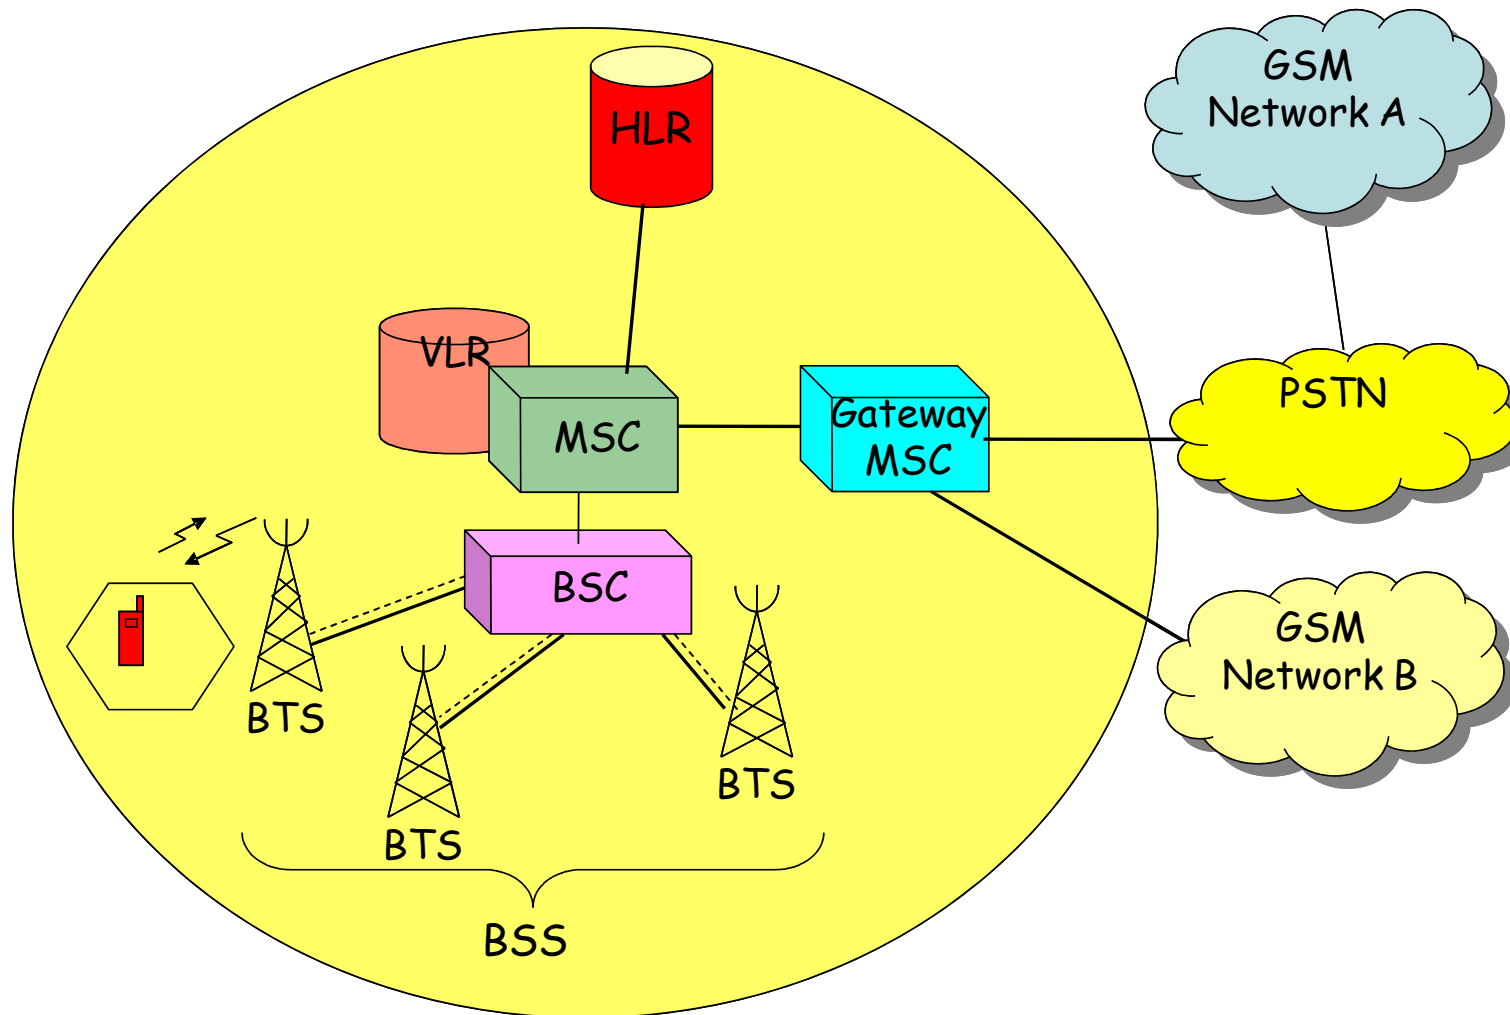 HLR
GSM
Network A
VLR
MSC
Gateway
MSC
PSTN
BSC
BTS
BTS
BTS
GSM
Network B
BSS